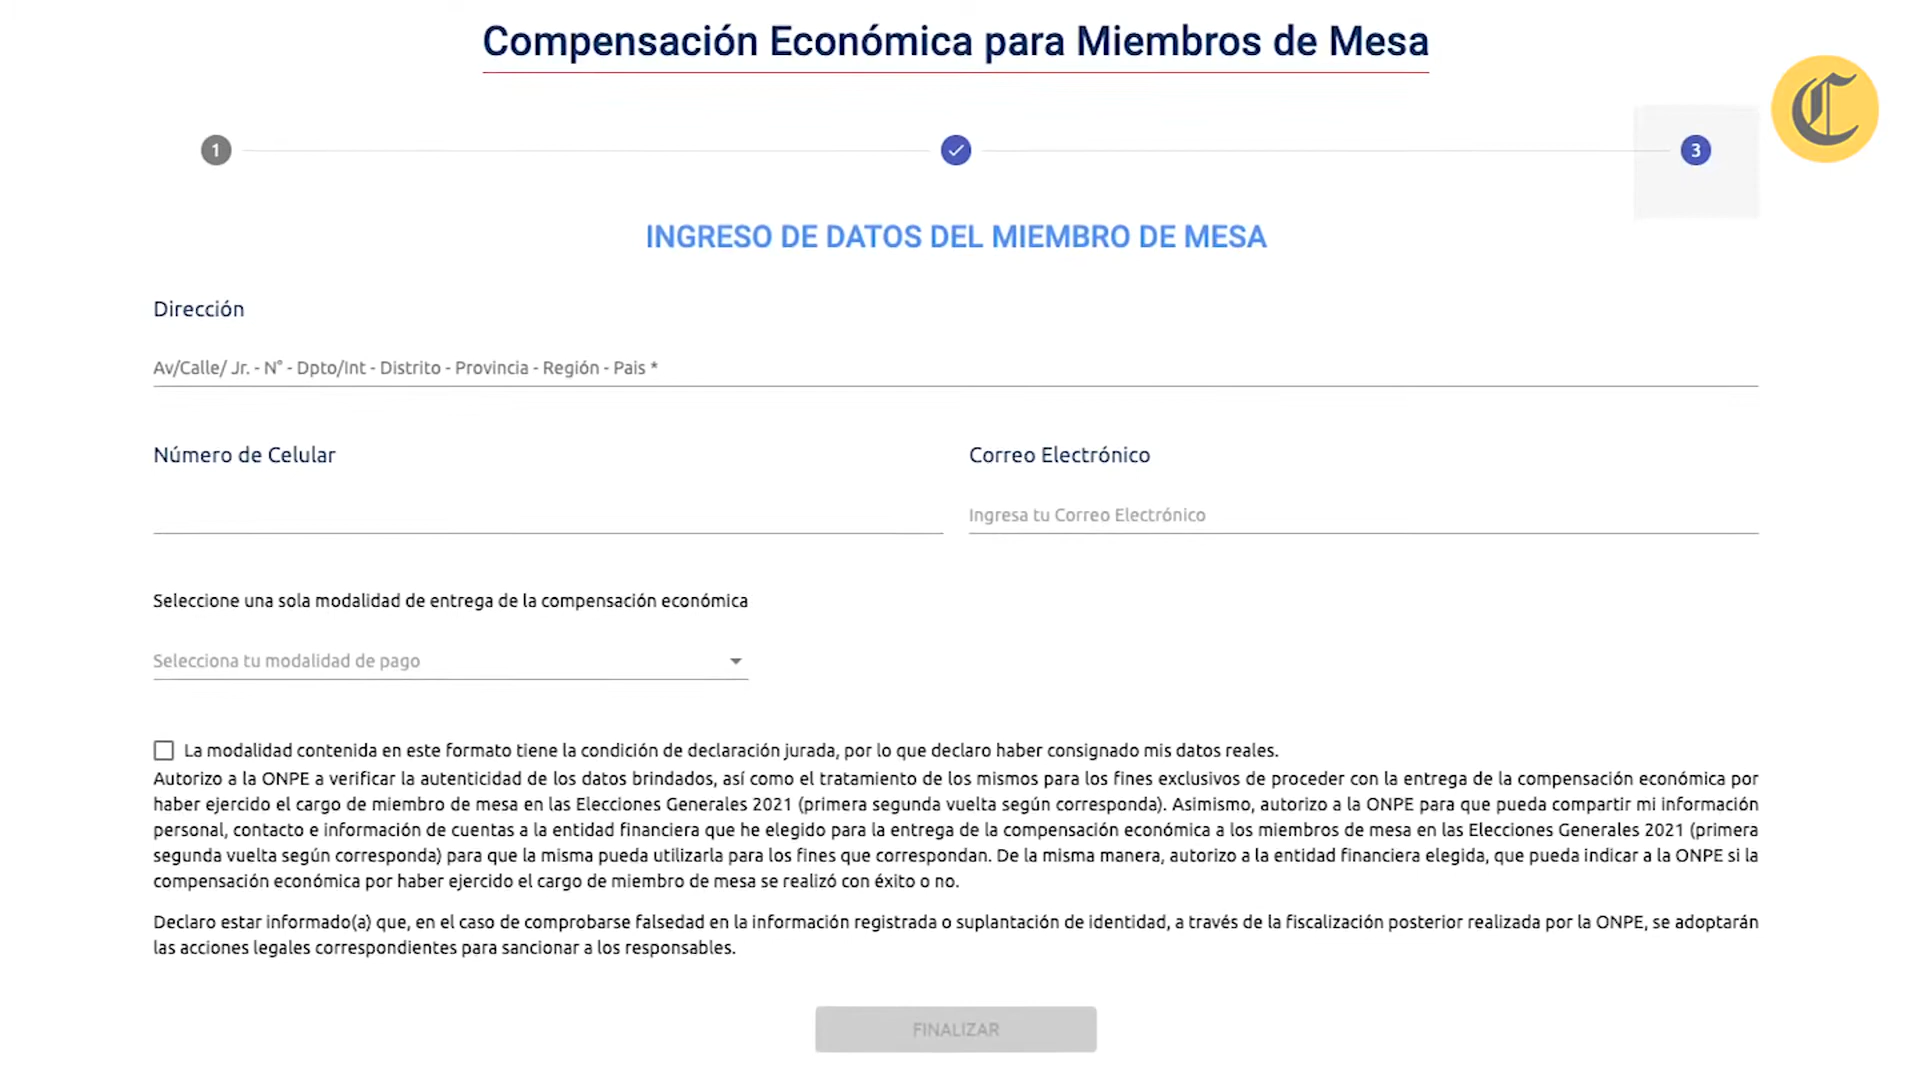 Compensación Económica para Miembros de Mesa
C
1
3
INGRESO DE DATOS DEL MIEMBRO DE MESA
Dirección
Av/Calle/ Jr. - N° - Dpto/Int - Distrito - Provincia - Región - Pais *
Número de Celular
Correo Electrónico
Ingresa tu Correo Electrónico
Seleccione una sola modalidad de entrega de la compensación económica
Selecciona tu modalidad de pago
La modalidad contenida en este formato tiene la condición de declaración jurada, por lo que declaro haber consignado mis datos reales.
Autorizo a la ONPE a verificar la autenticidad de los datos brindados, así como el tratamiento de los mismos para los fines exclusivos de proceder con la entrega de la compensación económica por
haber ejercido el cargo de miembro de mesa en las Elecciones Generales 2021 (primera segunda vuelta según corresponda). Asimismo, autorizo a la ONPE para que pueda compartir mi información
personal, contacto e información de cuentas a la entidad financiera que he elegido para la entrega de la compensación económica a los miembros de mesa en las Elecciones Generales 2021 (primera
segunda vuelta según corresponda) para que la misma pueda utilizarla para los fines que correspondan. De la misma manera, autorizo a la entidad financiera elegida, que pueda indicar a la ONPE si la
compensación económica por haber ejercido el cargo de miembro de mesa se realizó con éxito o no.
Declaro estar informado(a) que, en el caso de comprobarse falsedad en la información registrada o suplantación de identidad, a través de la fiscalización posterior realizada por la ONPE, se adoptarán
las acciones legales correspondientes para sancionar a los responsables.
FINALIZAR